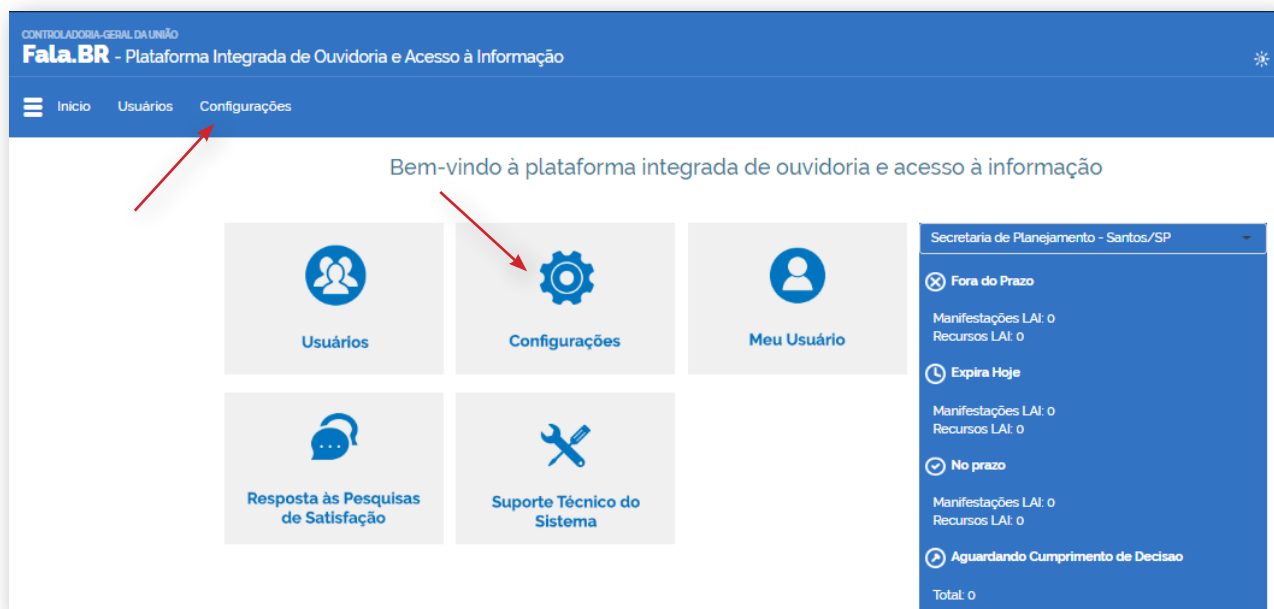 CONTROLADORIA-GERAL DA UNIÃO
Fala.BR - Plataforma Integrada de Ouvidoria e Acesso à Informação
Início Usuários Configurações
Bem-vindo à plataforma integrada de ouvidoria e acesso à informação
Usuários
Configurações
Meu Usuário
Resposta às Pesquisas
de Satisfação
Suporte Técnico do
Sistema
Secretaria de Planejamento - Santos/SP
Fora do Prazo
Manifestações LAI: 0
Recursos LAI: 0
Expira Hoje
Manifestações LAI: 0
Recursos LAI: 0
No prazo
Manifestações LAI: 0
Recursos LAI: 0
Aguardando Cumprimento de Decisao
Total: 0